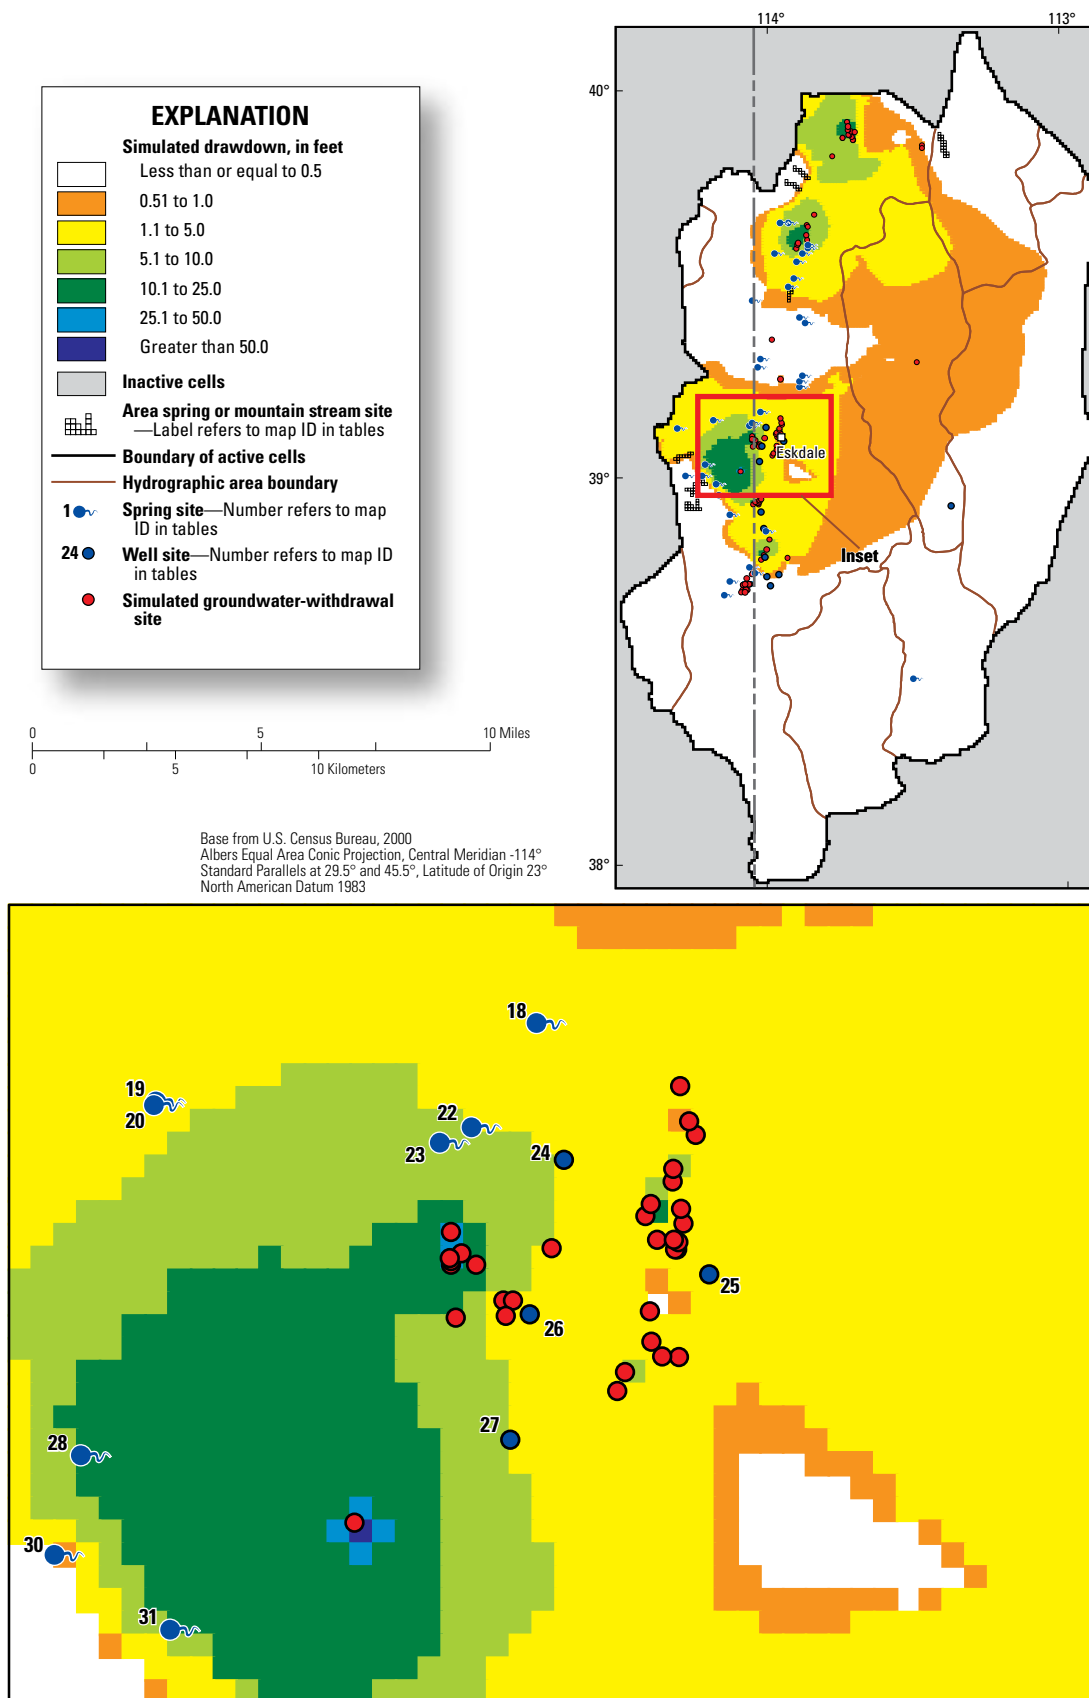 EXPLANATION
Simulated drawdown, in feet
Less than or equal to 0.5
0.51 to 1.0
1.1 to 5.0
5.1 to 10.0
10.1 to 25.0
25.1 to 50.0
Greater than 50.0
Inactive cells
Area spring or mountain stream site
—Label refers to map ID in tables
Boundary of active cells
Hydrographic area boundary
1
Spring site—Number refers to map
ID in tables
24
Well site—Number refers to map ID
in tables
Simulated groundwater-withdrawal
site
0 5 10 Miles
0 5 10 Kilometers
Base from U.S. Census Bureau, 2000
Albers Equal Area Conic Projection, Central Meridian -114°
Standard Parallels at 29.5° and 45.5°, Latitude of Origin 23°
North American Datum 1983
114° 113°
40°
39°
38°
Eskdale
Inset
18
19
20
22
23
24
25
26
27
28
30
31